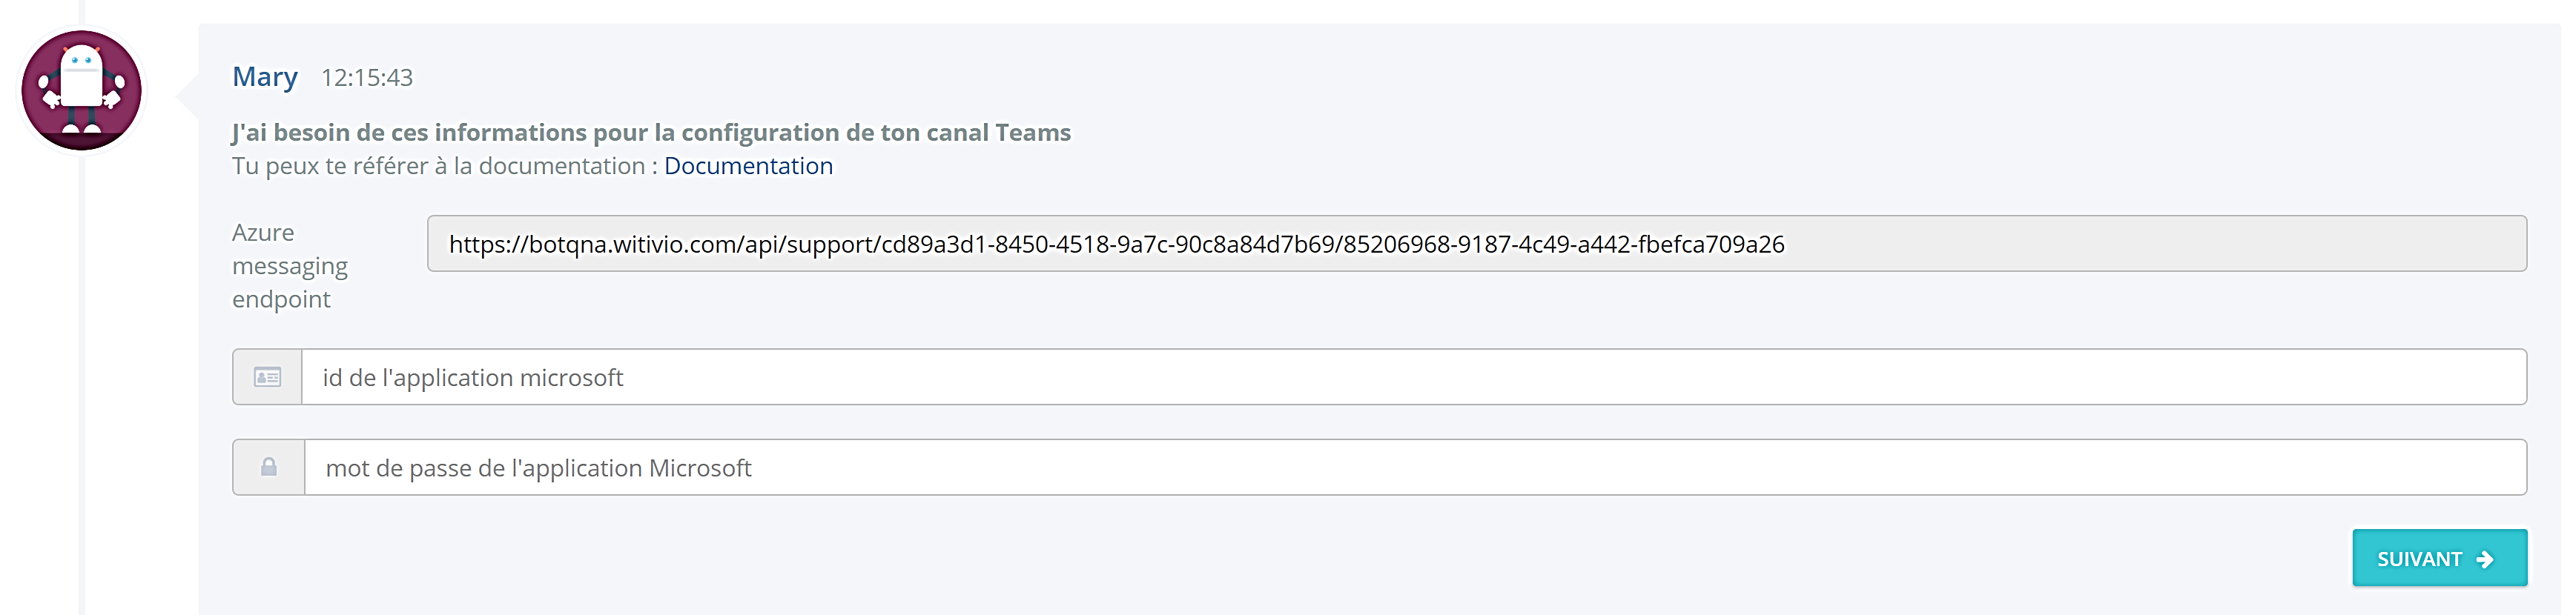 Mary 12:15:43
J'ai besoin de ces informations pour la configuration de ton canal Teams
Tu peux te référer à la documentation : Documentation
Azure
messaging
endpoint
https://botqna.witivio.com/api/support/cd89a3d1-8450-4518-9a7c-90c8a84d7b69/85206968-9187-4c49-a442-fbefca709a26
id de l'application microsoft
mot de passe de l'application Microsoft
SUIVANT